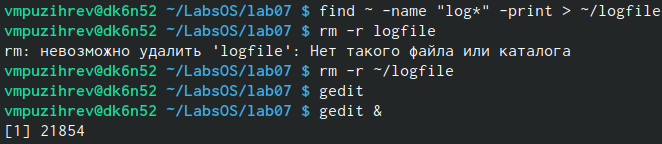 vmpuzihrev@dk6n52 ~/LabsOS/lab07 $ find ~ -name "log*" -print > ~/logfile
vmpuzihrev@dk6n52 ~/LabsOS/lab07 $ rm -r logfile
rm: невозможно удалить 'logfile': Нет такого файла или каталога
vmpuzihrev@dk6n52 ~/LabsOS/lab07 $ rm -r ~/logfile
vmpuzihrev@dk6n52 ~/LabsOS/lab07 $ gedit
vmpuzihrev@dk6n52 ~/LabsOS/lab07 $ gedit &
[1] 21854